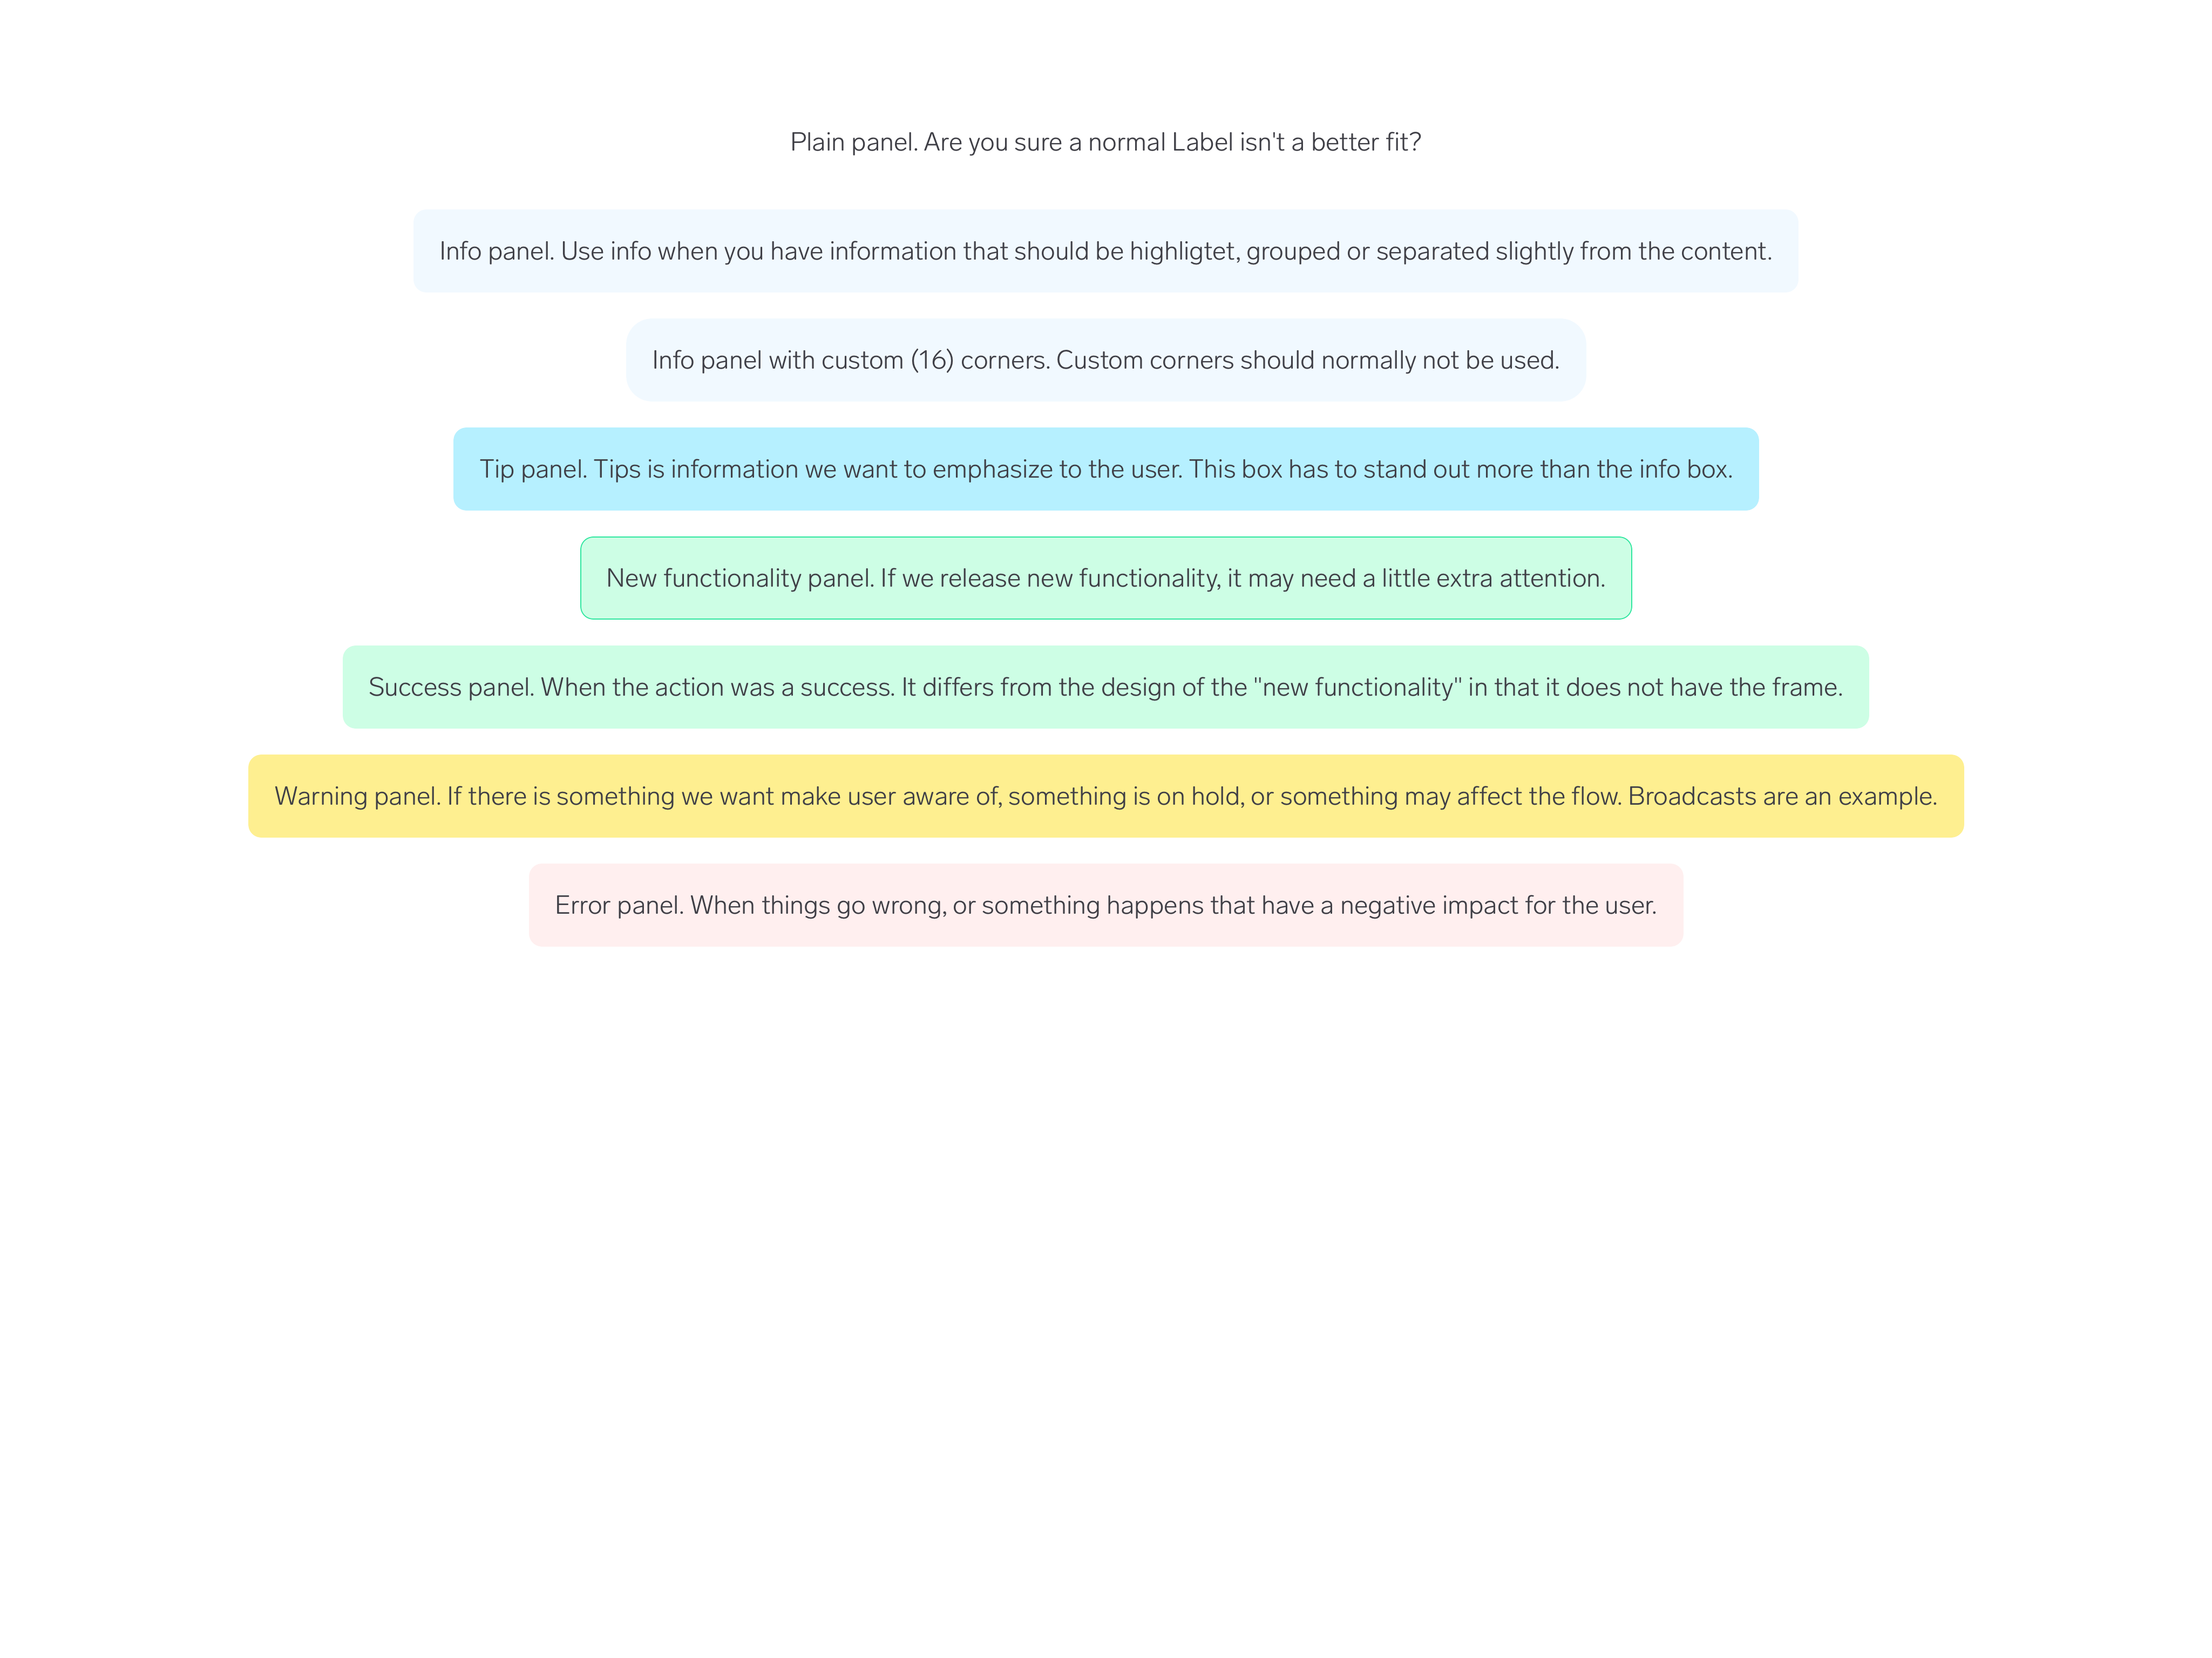 Plain panel. Are you sure a normal Label isn't a better fit?
Info panel. Use info when you have information that should be highligtet, grouped or separated slightly from the content.
Info panel with custom (16) corners. Custom corners should normally not be used.
Tip panel. Tips is information we want to emphasize to the user. This box has to stand out more than the info box.
New functionality panel. If we release new functionality, it may need a little extra attention.
Success panel. When the action was a success. It differs from the design of the "new functionality" in that it does not have the frame.
Warning panel. If there is something we want make user aware of, something is on hold, or something may affect the flow. Broadcasts are an example.
Error panel. When things go wrong, or something happens that have a negative impact for the user.